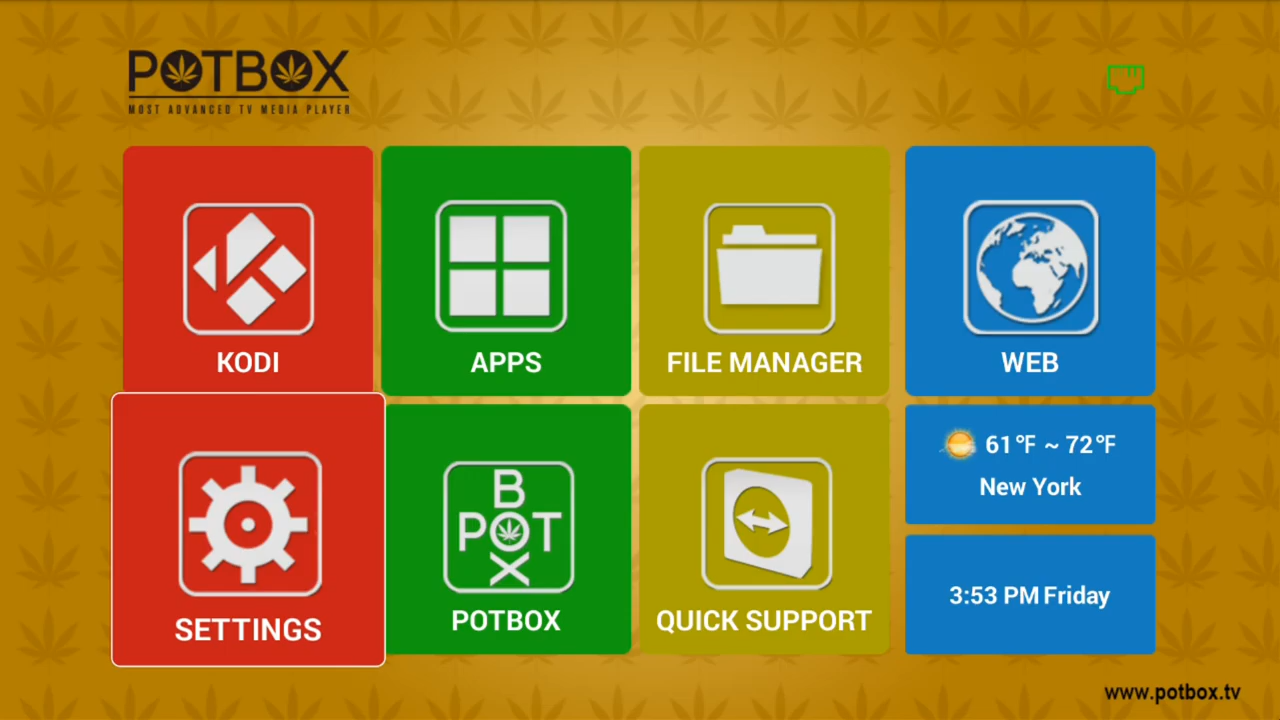 POTBOX
MOST ADVANCED TV MEDIA PLAYER
KODI
APPS
FILE MANAGER
WEB
61°F ~ 72°F
New York
SETTINGS
B
POT
X
POTBOX
QUICK SUPPORT
3:53 PM Friday
www.potbox.tv